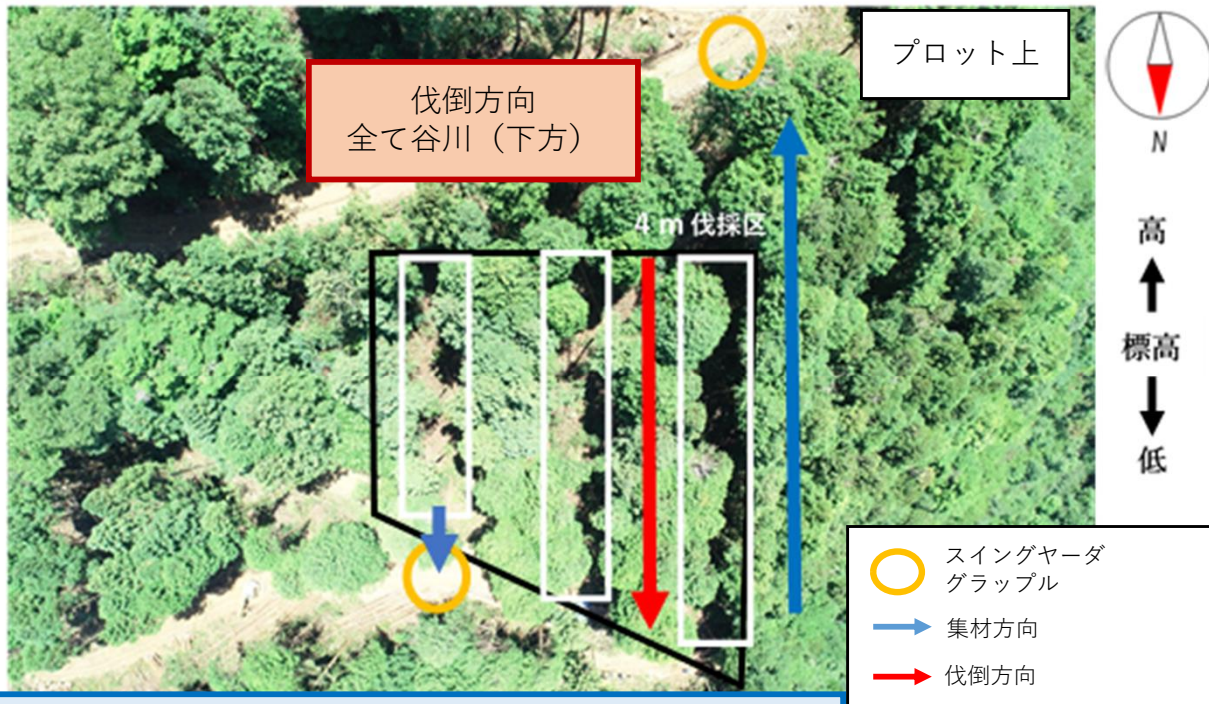 プロット上
伐倒方向
全て谷川（下方）
N
4 m 伐採区
高
標高
低
スイングヤーダ
グラップル
集材方向
伐倒方向